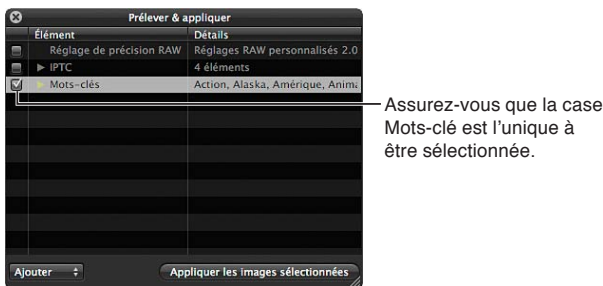 Prélever & appliquer
Élément Détails
Réglage de précision RAW Réglages RAW personnalisés 2.0
IPTC 4 éléments
Mots-clés Action, Alaska, Amérique, Anima
Assurez-vous que la case
Mots-clé est l'unique à
être sélectionnée.
Ajouter Appliquer les images sélectionnées